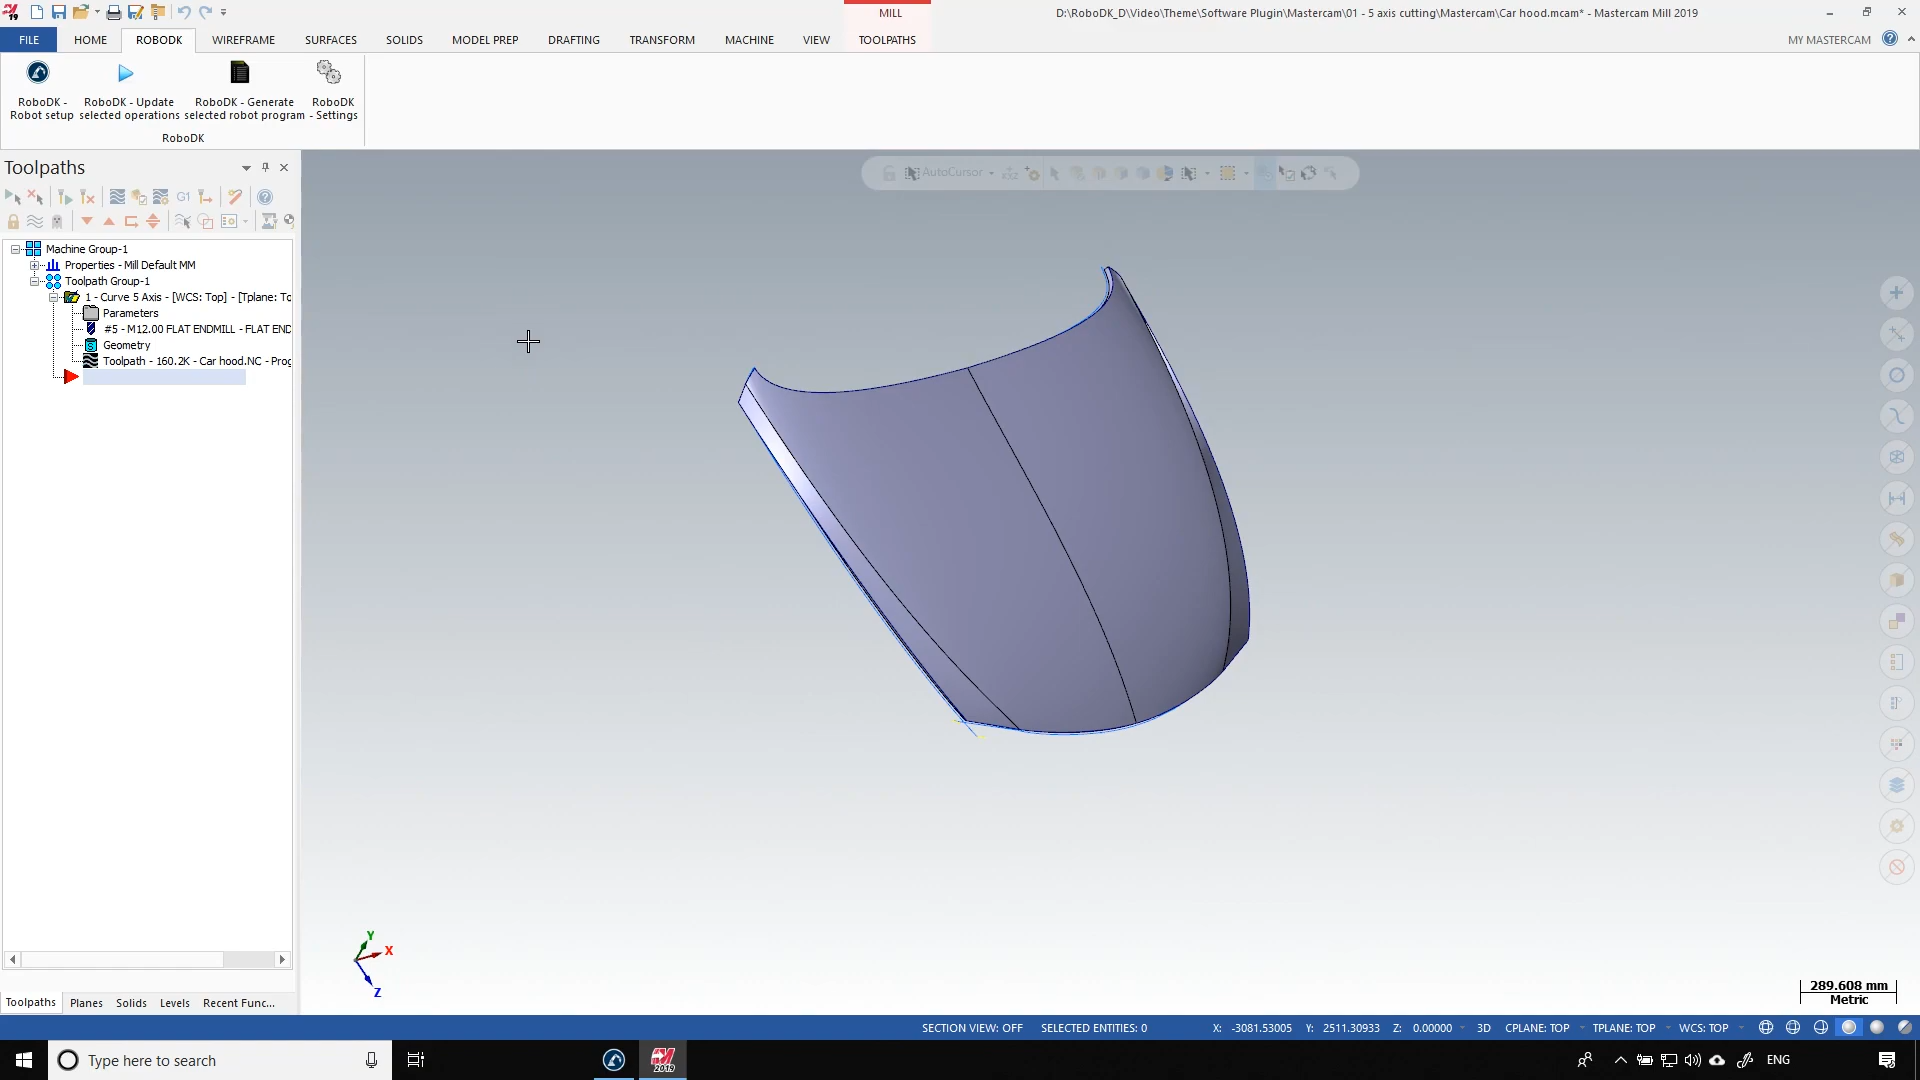 MILL
D:\RoboDK_D\Video\Theme\Software Plugin\Mastercam\01 - 5 axis cutting\Mastercam\Car hood.mcam* - Mastercam Mill 2019
FILE HOME ROBODK WIREFRAME SURFACES SOLIDS MODEL PREP DRAFTING TRANSFORM MACHINE VIEW TOOLPATHS
MY MASTERCAM
RoboDK - Robot setup
RoboDK - Update selected operations
RoboDK - Generate selected robot program
RoboDK - Settings
RoboDK
Toolpaths
AutoCursor
G1
Machine Group-1
Properties - Mill Default MM
Toolpath Group-1
1 - Curve 5 Axis - [WCS: Top] - [Tplane: To
Parameters
#5 - M12.00 FLAT ENDMILL - FLAT END
Geometry
Toolpath - 160.2K - Car hood.NC - Prog
Y
X
Z
289.608 mm
Metric
Toolpaths Planes Solids Levels Recent Func...
SECTION VIEW: OFF SELECTED ENTITIES: 0 X: -3081.53005 Y: 2511.30933 Z: 0.00000 3D CPLANE: TOP TPLANE: TOP WCS: TOP
Type here to search
2019
ENG